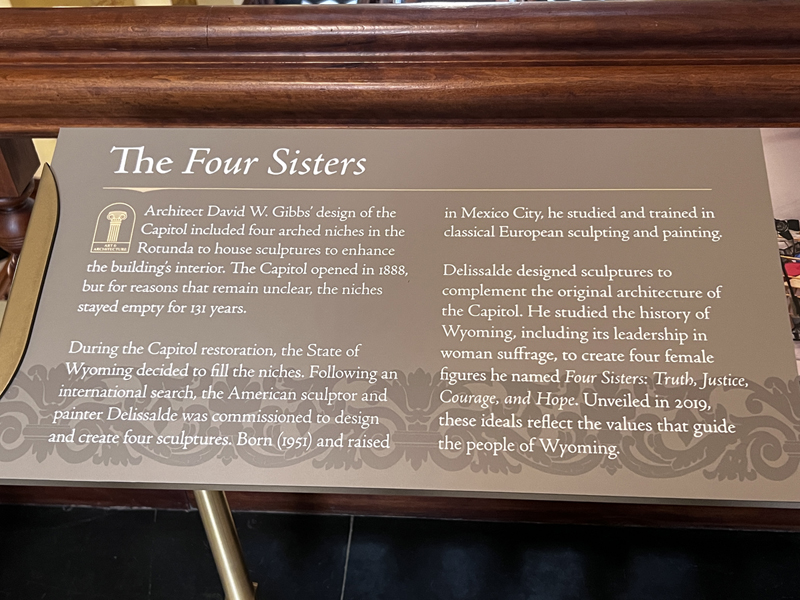 The Four Sisters
Architect David W. Gibbs' design of the
Capitol included four arched niches in the
Rotunda to house sculptures to enhance
the building's interior. The Capitol opened in 1888,
but for reasons that remain unclear, the niches
stayed empty for 131 years.
ART &
ARCHITECTURE
During the Capitol restoration, the State of
Wyoming decided to fill the niches. Following an
international search, the American sculptor and
painter Delissalde was commissioned to design
and create four sculptures. Born (1951) and raised
in Mexico City, he studied and trained in
classical European sculpting and painting.
Delissalde designed sculptures to
complement the original architecture of
the Capitol. He studied the history of
Wyoming, including its leadership in
woman suffrage, to create four female
figures he named Four Sisters: Truth, Justice,
Courage, and Hope. Unveiled in 2019,
these ideals reflect the values that guide
the people of Wyoming.